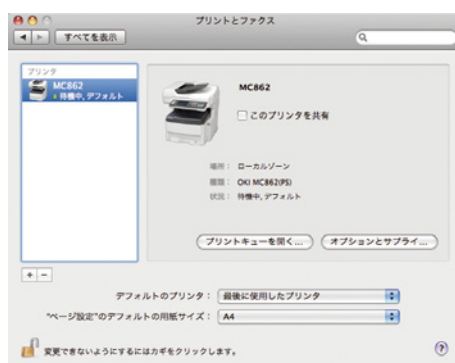 プリントとファクス
すべてを表示
プリンタ
MC862
待機中, デフォルト
MC862
このプリンタを共有
場所： ローカルゾーン
種類： OKI MC862(PS)
状況： 待機中, デフォルト
プリントキューを開く...
オプションとサプライ...
+ −
デフォルトのプリンタ： 最後に使用したプリンタ
"ページ設定"のデフォルトの用紙サイズ： A4
変更できないようにするにはカギをクリックします。
?